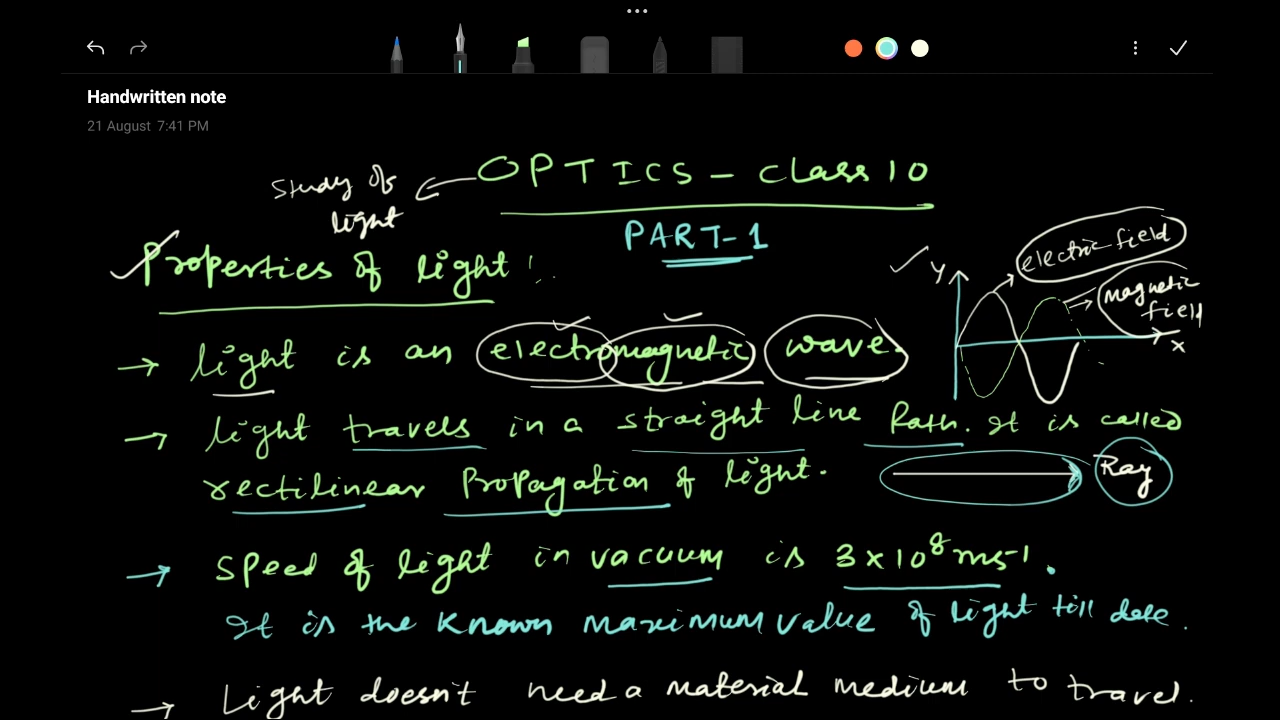 Handwritten note
21 August 7:41 PM
OPTICS - class 10
Study of
light
PART-1
Properties of light :
electric field
Magnetic
field
Y
x
→ light is an electromagnetic wave.
→ light travels in a straight line Path. It is called
rectilinear Propagation of light.
Ray
→ Speed of light in vacuum is 3×10⁸ ms-1.
It is the known maximum value of light till date.
→ Light doesn't need a material medium to travel.